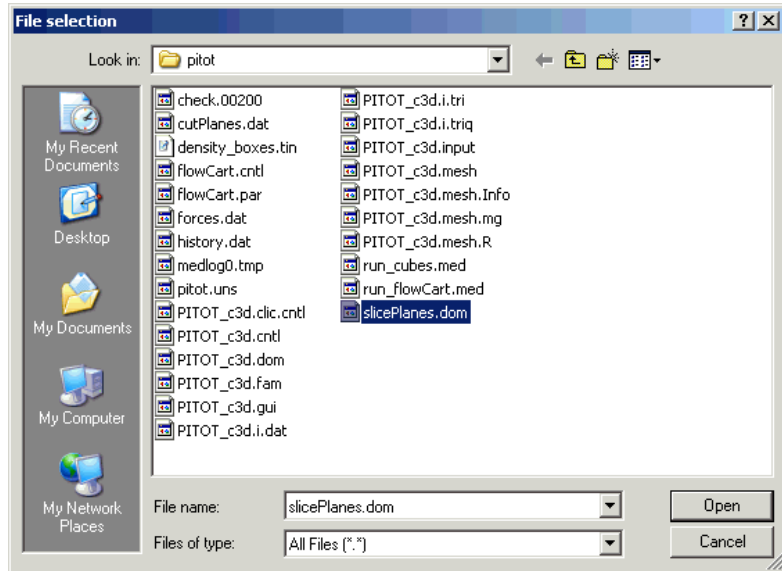 File selection
Look in: pitot
My Recent
Documents
Desktop
My Documents
My Computer
My Network
Places
check.00200
cutPlanes.dat
density_boxes.tin
flowCart.cntl
flowCart.par
forces.dat
history.dat
medlog0.tmp
pitot.uns
PITOT_c3d.clic.cntl
PITOT_c3d.cntl
PITOT_c3d.dom
PITOT_c3d.fam
PITOT_c3d.gui
PITOT_c3d.i.dat
PITOT_c3d.i.tri
PITOT_c3d.i.triq
PITOT_c3d.input
PITOT_c3d.mesh
PITOT_c3d.mesh.Info
PITOT_c3d.mesh.mg
PITOT_c3d.mesh.R
run_cubes.med
run_flowCart.med
slicePlanes.dom
File name: slicePlanes.dom Open
Files of type: All Files (*.*) Cancel